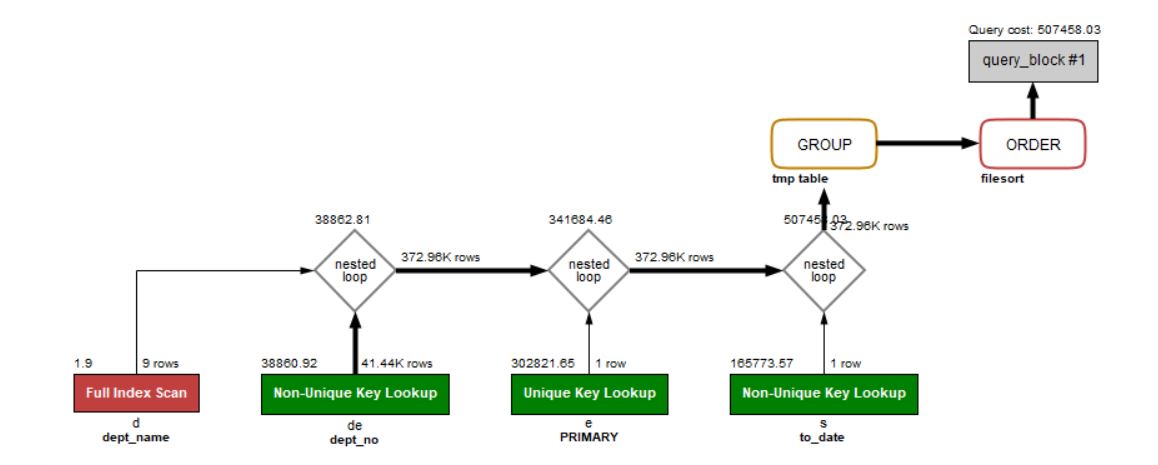 Query cost: 507458.03
query_block #1
GROUP
ORDER
tmp table
filesort
38862.81
341684.46
507458.03
372.96K rows
nested
loop
372.96K rows
nested
loop
372.96K rows
nested
loop
1.9
9 rows
38860.92
41.44K rows
302821.65
1 row
165773.57
1 row
Full Index Scan
Non-Unique Key Lookup
Unique Key Lookup
Non-Unique Key Lookup
d
dept_name
de
dept_no
e
PRIMARY
s
to_date